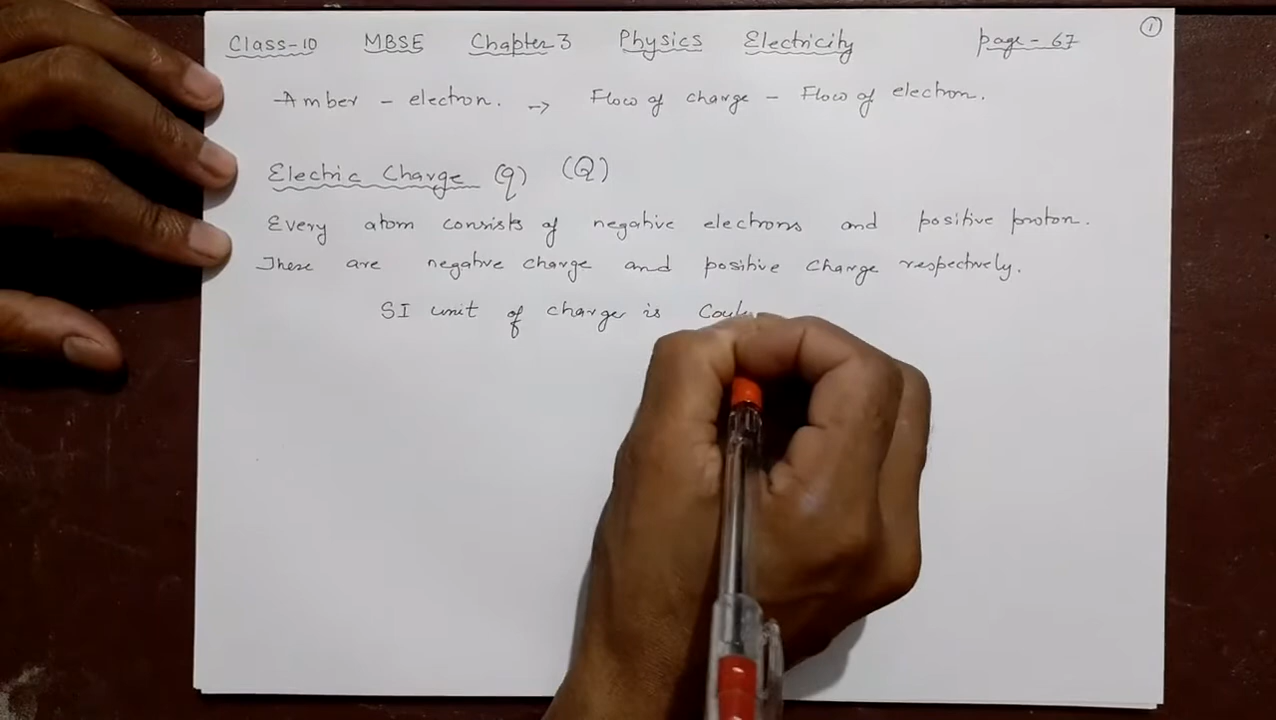 Class-10 MBSE Chapter 3 Physics Electricity page-67 ①
Amber - electron. → Flow of charge - Flow of electron.
Electric Charge (q) (Q)
Every atom consists of negative electrons and positive proton.
These are negative charge and positive charge respectively.
SI unit of charge is Coul